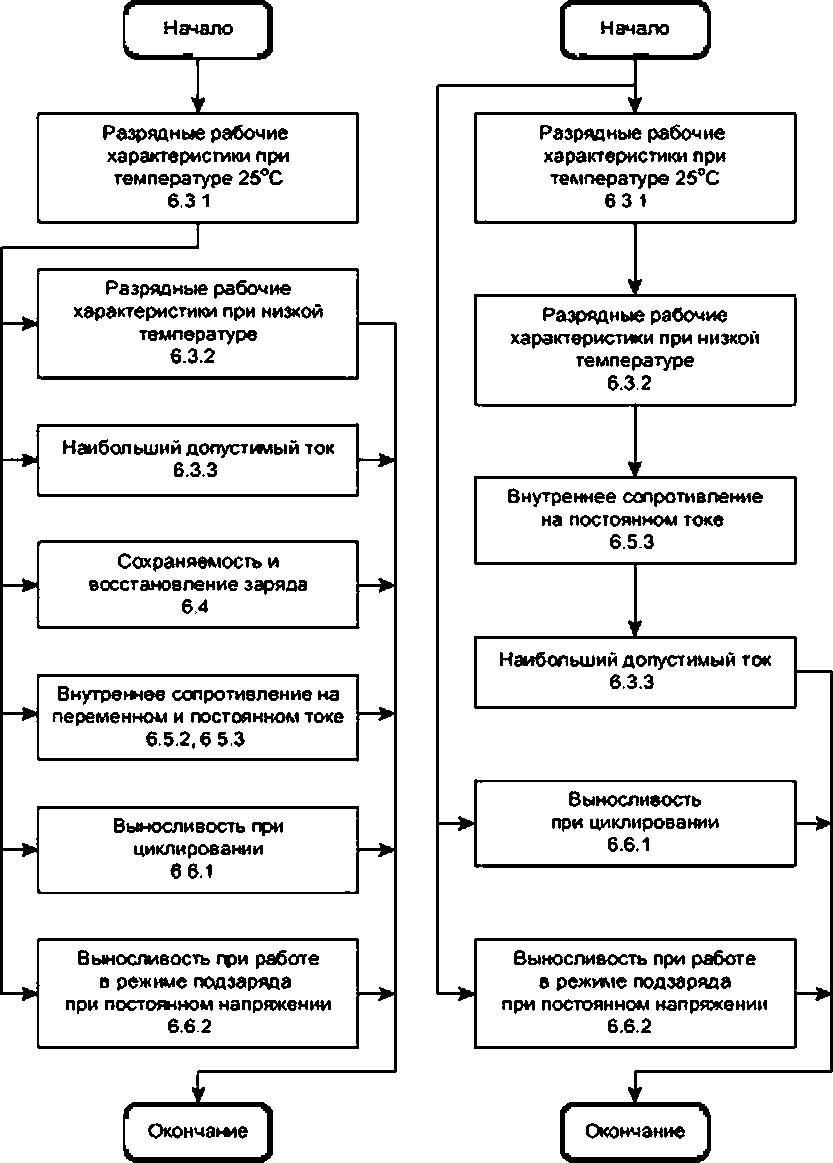 Начало
Разрядные рабочие
характеристики при
температуре 25°С
6.3 1
Разрядные рабочие
характеристики при низкой
температуре
6.3.2
Наибольший допустимый ток
6.3.3
Сохраняемость и
восстановление заряда
6.4
Внутреннее сопротивление на
переменном и постоянном токе
6.5.2, 6 5.3
Выносливость при
циклировании
6 6.1
Выносливость при работе
в режиме подзаряда
при постоянном напряжении
6.6.2
Окончание
Начало
Разрядные рабочие
характеристики при
температуре 25°С
6 3 1
Разрядные рабочие
характеристики при низкой
температуре
6.3.2
Внутреннее сопротивление
на постоянном токе
6.5.3
Наибольший допустимый ток
6.3.3
Выносливость
при циклировании
6.6.1
Выносливость при работе
в режиме подзаряда
при постоянном напряжении
6.6.2
Окончание